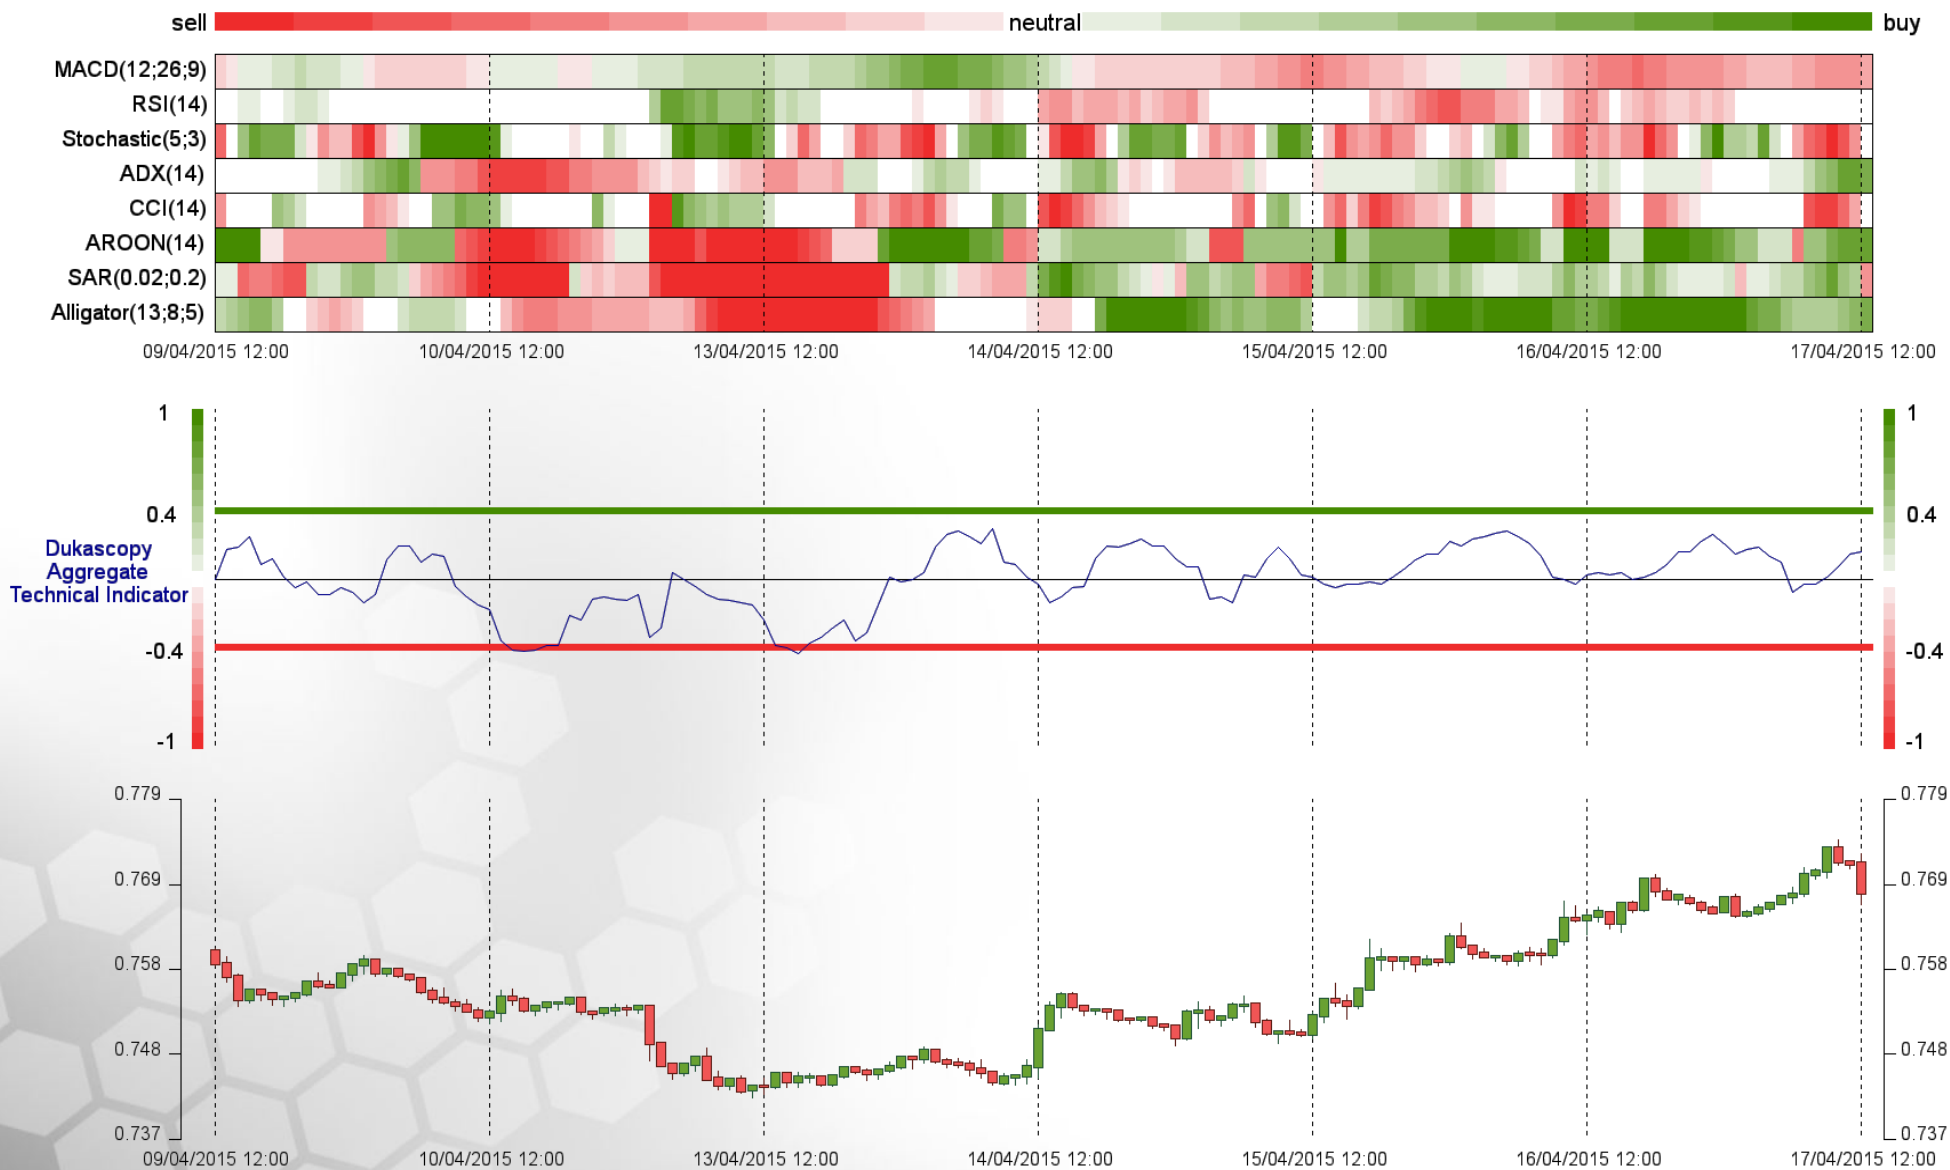 sell neutral buy
MACD(12;26;9)
RSI(14)
Stochastic(5;3)
ADX(14)
CCI(14)
AROON(14)
SAR(0.02;0.2)
Alligator(13;8;5)
09/04/2015 12:00 10/04/2015 12:00 13/04/2015 12:00 14/04/2015 12:00 15/04/2015 12:00 16/04/2015 12:00 17/04/2015 12:00
1 1
0.4 0.4
Dukascopy
Aggregate
Technical Indicator
-0.4 -0.4
-1 -1
0.779 0.779
0.769 0.769
0.758 0.758
0.748 0.748
0.737 0.737
09/04/2015 12:00 10/04/2015 12:00 13/04/2015 12:00 14/04/2015 12:00 15/04/2015 12:00 16/04/2015 12:00 17/04/2015 12:00